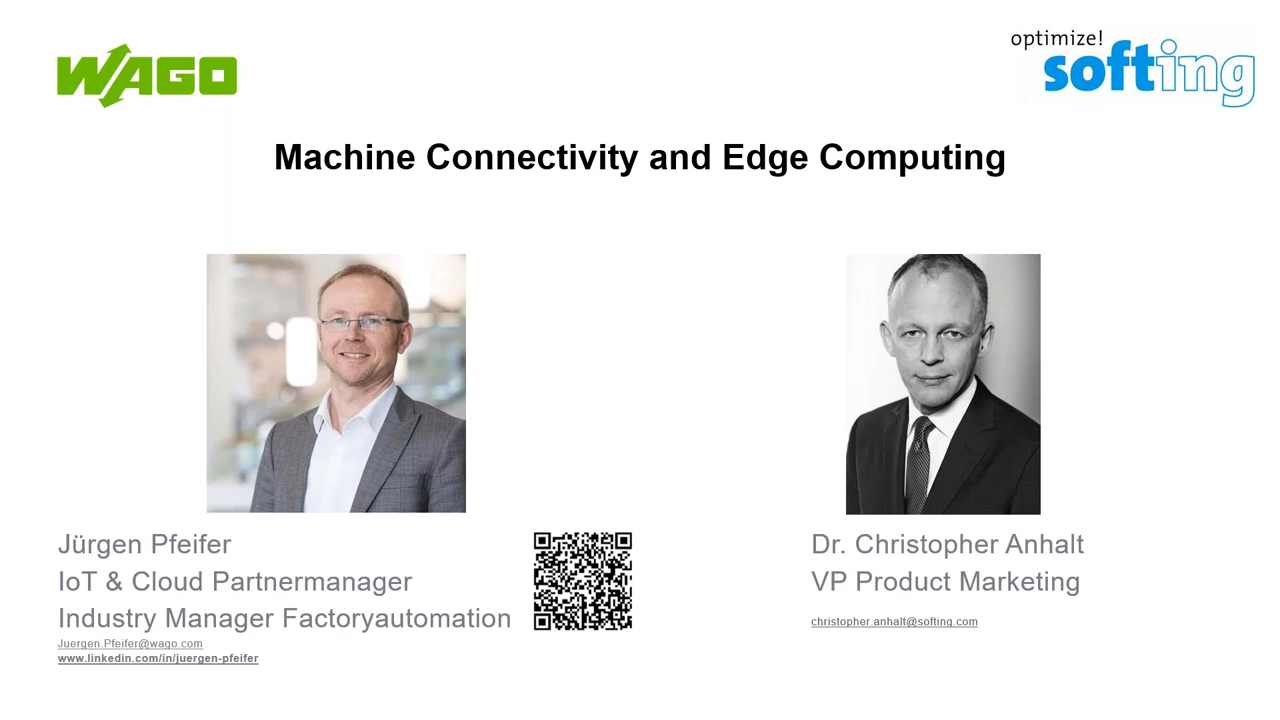 WAGO
optimize!
softing
Machine Connectivity and Edge Computing
Jürgen Pfeifer
IoT & Cloud Partnermanager
Industry Manager Factoryautomation
Juergen.Pfeifer@wago.com
www.linkedin.com/in/juergen-pfeifer
Dr. Christopher Anhalt
VP Product Marketing
christopher.anhalt@softing.com